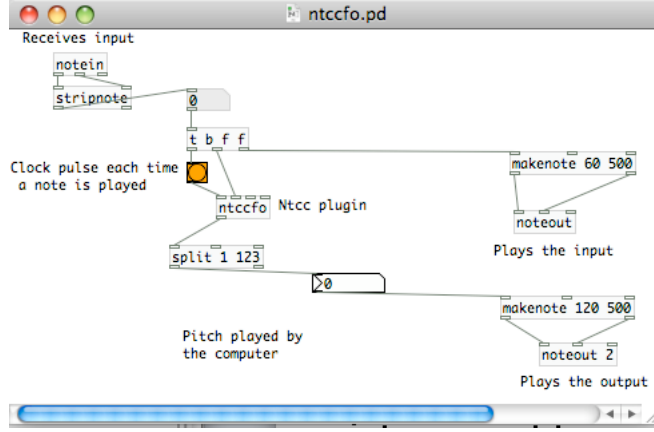 ntccfo.pd
Receives input
notein
stripnote
0
t b f f
Clock pulse each time
a note is played
makenote 60 500
ntccfo
Ntcc plugin
noteout
split 1 123
Plays the input
0
makenote 120 500
Pitch played by
the computer
noteout 2
Plays the output